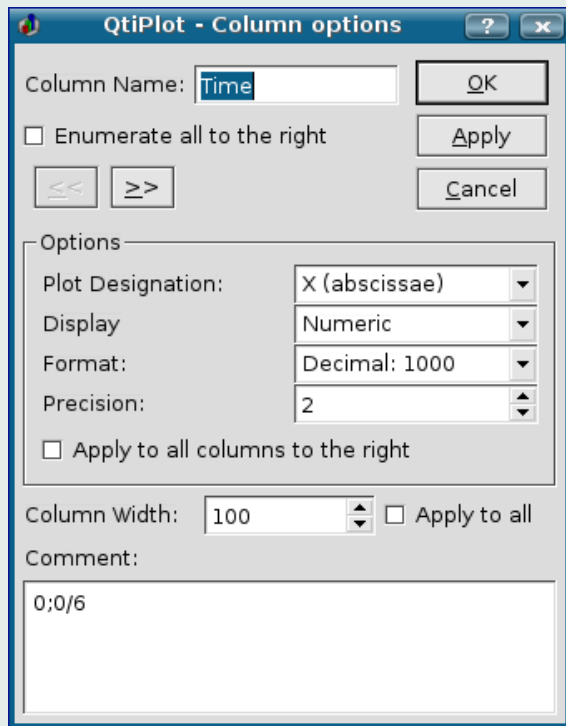 QtiPlot - Column options ? x
Column Name: Time OK
Enumerate all to the right Apply
<< >> Cancel
Options
Plot Designation: X (abscissae)
Display Numeric
Format: Decimal: 1000
Precision: 2
Apply to all columns to the right
Column Width: 100 Apply to all
Comment:
0;0/6